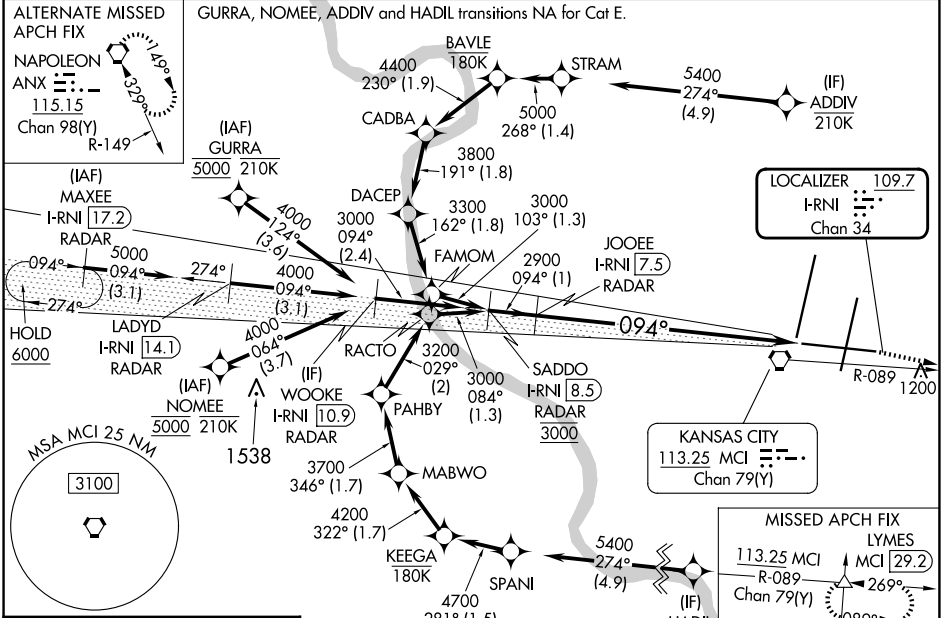 ALTERNATE MISSED
APCH FIX
NAPOLEON
ANX
115.15
Chan 98(Y)
149°
329°
R-149
GURRA, NOMEE, ADDIV and HADIL transitions NA for Cat E.
BAVLE
180K
STRAM
4400
230° (1.9)
5000
268° (1.4)
5400
274°
(4.9)
(IF)
ADDIV
210K
CADBA
3800
191° (1.8)
(IAF)
GURRA
5000 210K
DACEP
3300
162° (1.8)
3000
103° (1.3)
LOCALIZER 109.7
I-RNI
Chan 34
(IAF)
MAXEE
I-RNI 17.2
RADAR
4000
124°
(3.6)
3000
094°
(2.4)
FAMOM
2900
094° (1)
JOOEE
I-RNI 7.5
RADAR
094°
5000
094°
(3.1)
274°
4000
094°
(3.1)
274°
094°
HOLD
6000
LADYD
I-RNI 14.1
RADAR
4000
064°
(3.7)
RACTO
3200
029°
(2)
3000
084°
(1.3)
SADDO
I-RNI 8.5
RADAR
3000
R-089
1200
(IAF)
NOMEE
5000 210K
1538
(IF)
WOOKE
I-RNI 10.9
RADAR
PAHBY
KANSAS CITY
113.25 MCI
Chan 79(Y)
MSA MCI 25 NM
3100
3700
346° (1.7)
MABWO
4200
322° (1.7)
KEEGA
180K
SPANI
5400
274°
(4.9)
(IF)
4700
MISSED APCH FIX
LYMES
MCI 29.2
113.25 MCI
R-089
Chan 79(Y)
269°